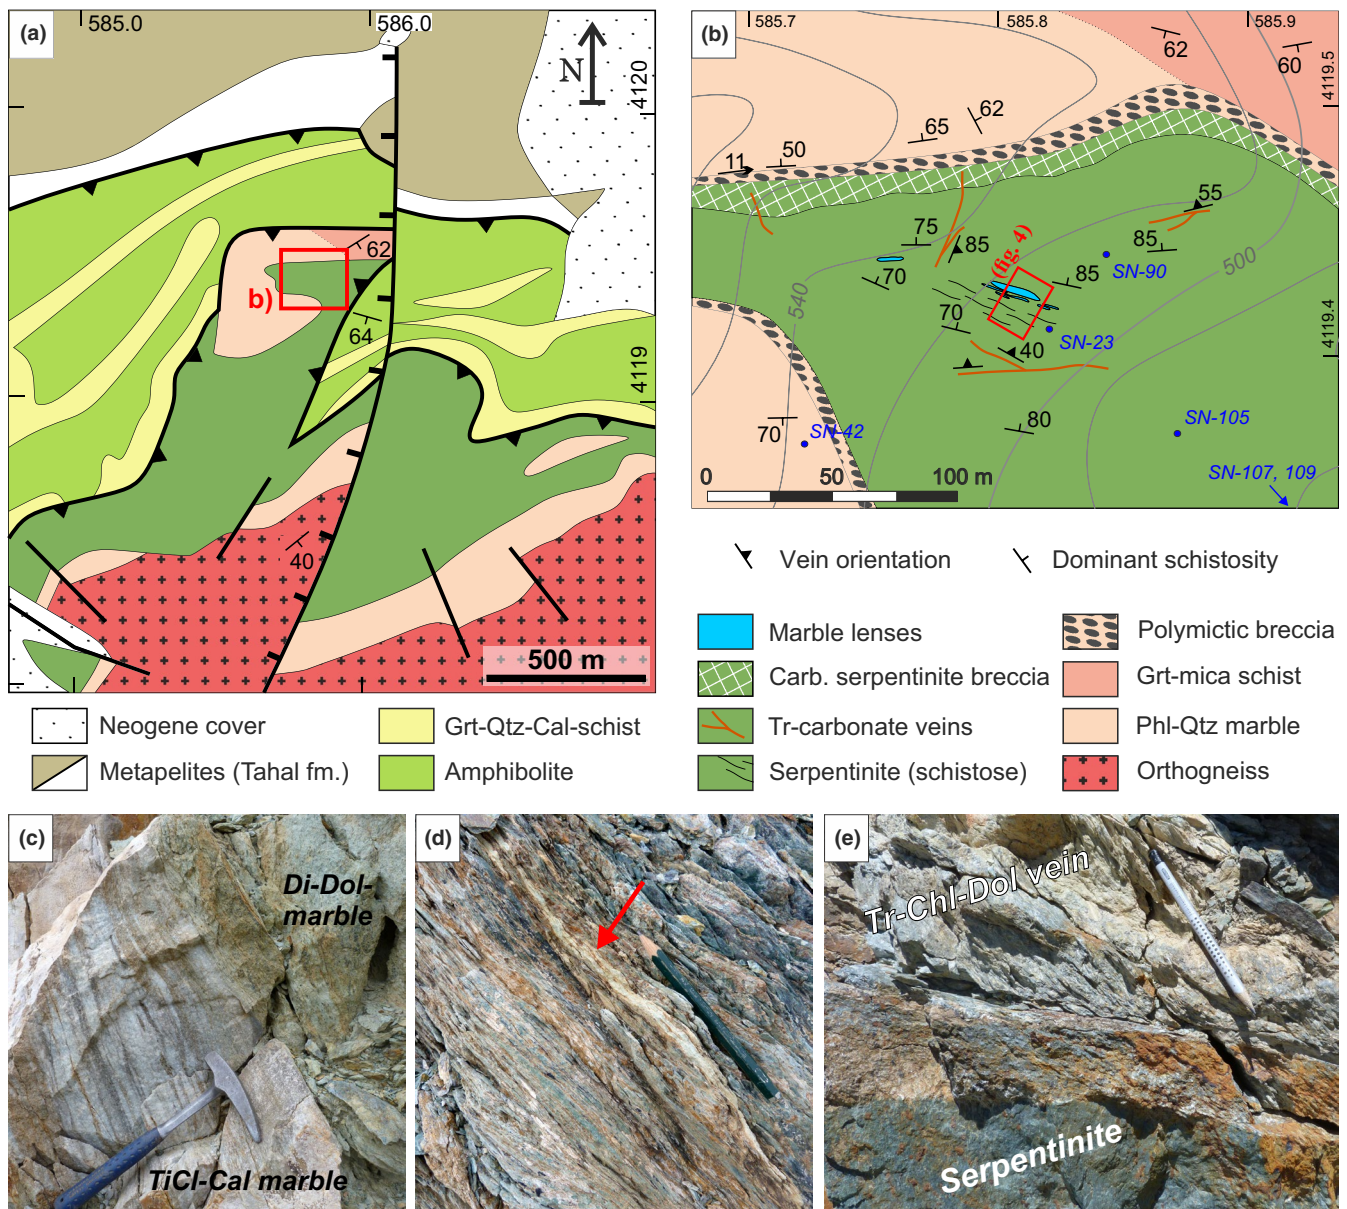 (a)
585.0
586.0
N
4120
62
b)
64
4119
40
500 m
Neogene cover
Metapelites (Tahal fm.)
Grt-Qtz-Cal-schist
Amphibolite
(b)
585.7
585.8
585.9
62
60
4119.5
62
65
50
11
55
75
85
85
SN-90
500
(fig. 4)
70
85
540
70
SN-23
40
4119.4
80
70
SN-42
SN-105
SN-107, 109
0 50 100 m
Vein orientation
Dominant schistosity
Marble lenses
Polymictic breccia
Carb. serpentinite breccia
Grt-mica schist
Tr-carbonate veins
Phl-Qtz marble
Serpentinite (schistose)
Orthogneiss
(c)
Di-Dol-
marble
TiCl-Cal marble
(d)
(e)
Tr-Chl-Dol vein
Serpentinite